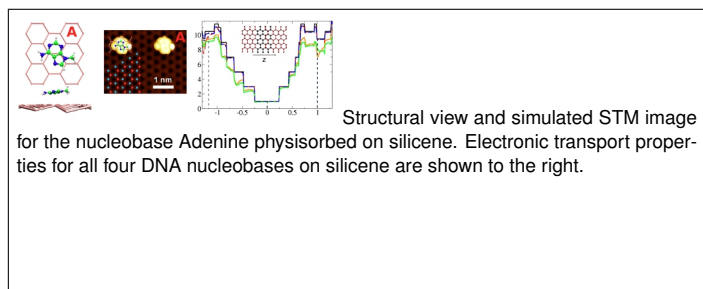 A
A
1 nm
10
8
6
4
2
0
-1 -0.5 0 0.5 1
z
Structural view and simulated STM image
for the nucleobase Adenine physisorbed on silicene. Electronic transport proper-
ties for all four DNA nucleobases on silicene are shown to the right.